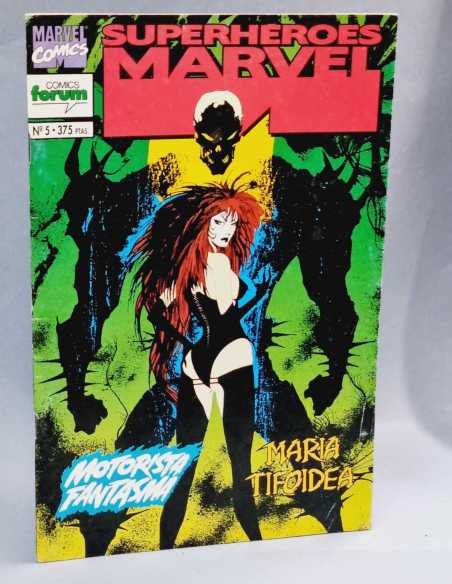 MARVEL
COMICS
COMICS
forum
Nº 5 • 375 PTAS.
SUPERHEROES
MARVEL
MOTORISTA
FANTASMA
MARIA
TIFOIDEA